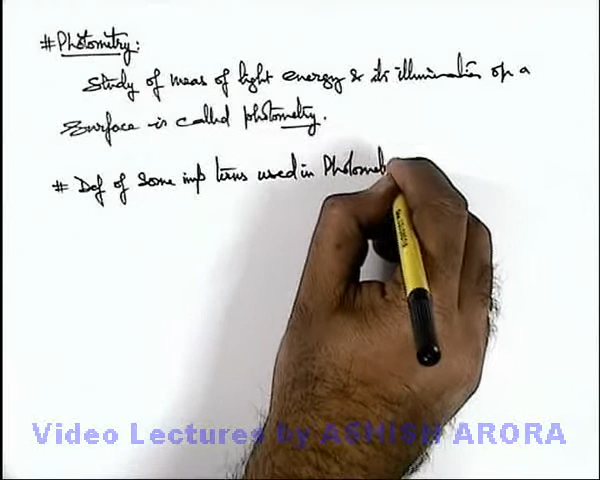 # Photometry:
Study of meas of light energy & its illumination of a
surface is called photometry.
# Def of Some imp terms used in Photomet
Video Lectures by ASHISH ARORA